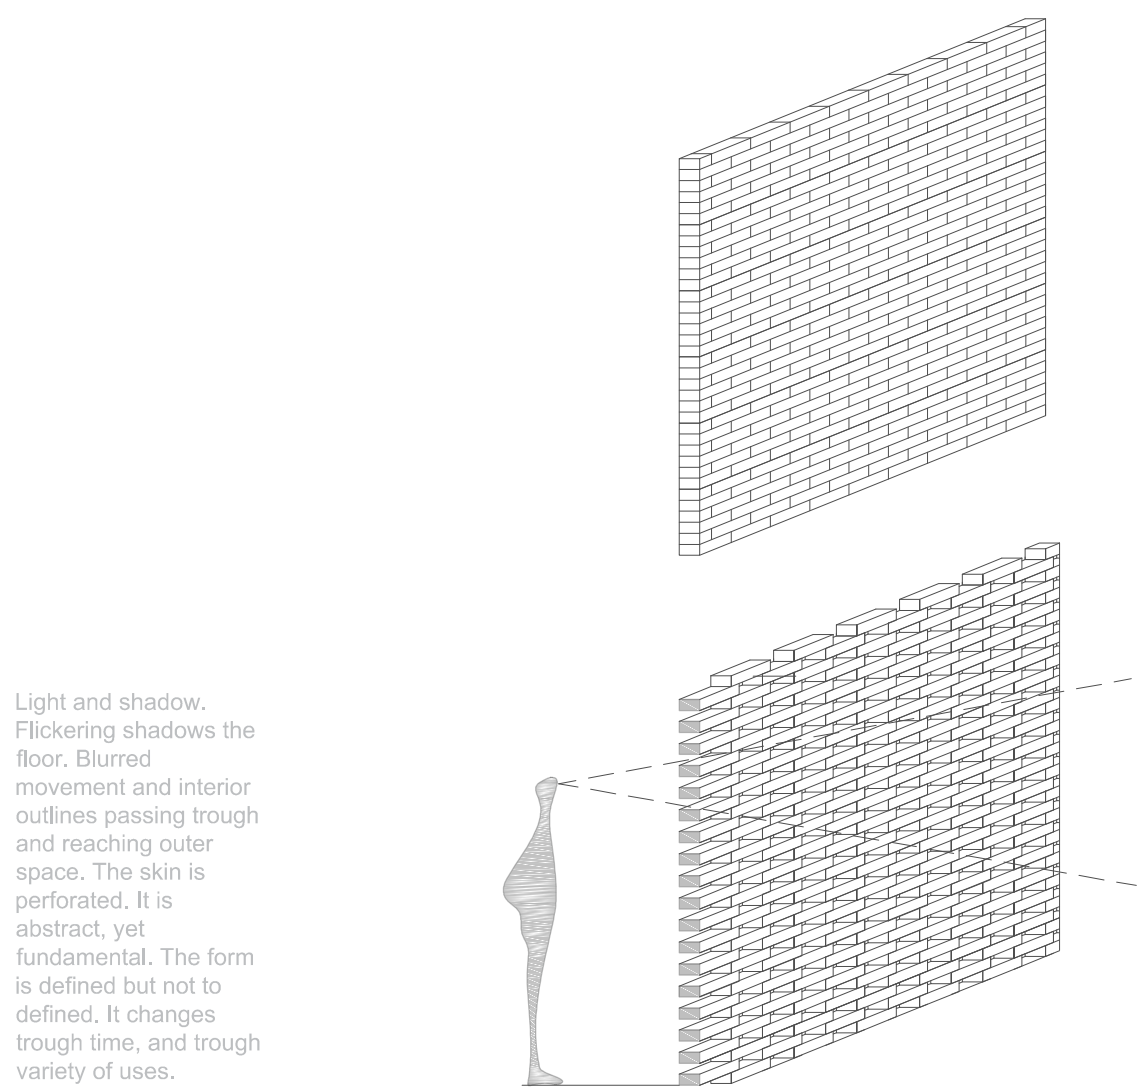 Light and shadow.
Flickering shadows the
floor. Blurred
movement and interior
outlines passing trough
and reaching outer
space. The skin is
perforated. It is
abstract, yet
fundamental. The form
is defined but not to
defined. It changes
trough time, and trough
variety of uses.